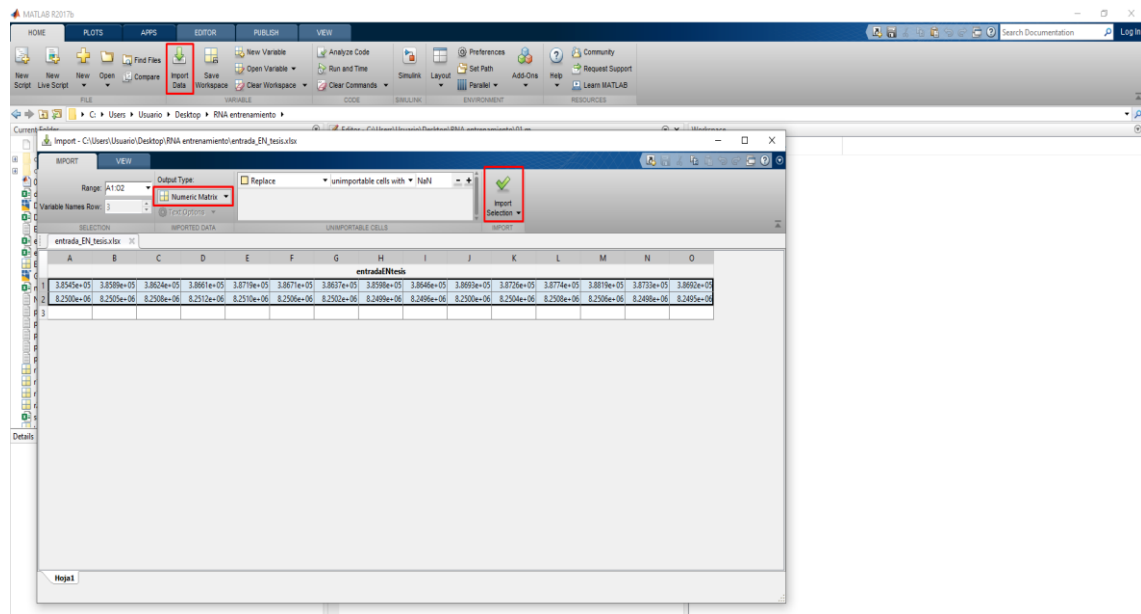 MATLAB R2017b
HOME PLOTS APPS EDITOR PUBLISH VIEW
Search Documentation Log In
New Script
New Live Script
New
Open
Find Files
Compare
Import Data
Save Workspace
New Variable
Open Variable
Clear Workspace
Analyze Code
Run and Time
Clear Commands
Simulink
Layout
Preferences
Set Path
Parallel
Add-Ons
Help
Community
Request Support
Learn MATLAB
FILE VARIABLE CODE SIMULINK ENVIRONMENT RESOURCES
C: Users Usuario Desktop RNA entrenamiento
Import - C:\Users\Usuario\Desktop\RNA entrenamiento\entrada_EN_tesis.xlsx
IMPORT VIEW
Range: A1:O2
Variable Names Row: 3
Output Type:
Numeric Matrix
Text Options
Replace unimportable cells with NaN
Import Selection
SELECTION IMPORTED DATA UNIMPORTABLE CELLS IMPORT
entrada_EN_tesis.xlsx
A B C D E F G H I J K L M N O
entradaENtesis
1 3.8545e+05 3.8589e+05 3.8624e+05 3.8661e+05 3.8719e+05 3.8671e+05 3.8637e+05 3.8598e+05 3.8646e+05 3.8693e+05 3.8726e+05 3.8774e+05 3.8819e+05 3.8733e+05 3.8692e+05
2 8.2500e+06 8.2505e+06 8.2508e+06 8.2512e+06 8.2510e+06 8.2506e+06 8.2502e+06 8.2499e+06 8.2496e+06 8.2500e+06 8.2504e+06 8.2508e+06 8.2506e+06 8.2498e+06 8.2495e+06
3
Details
Hoja1